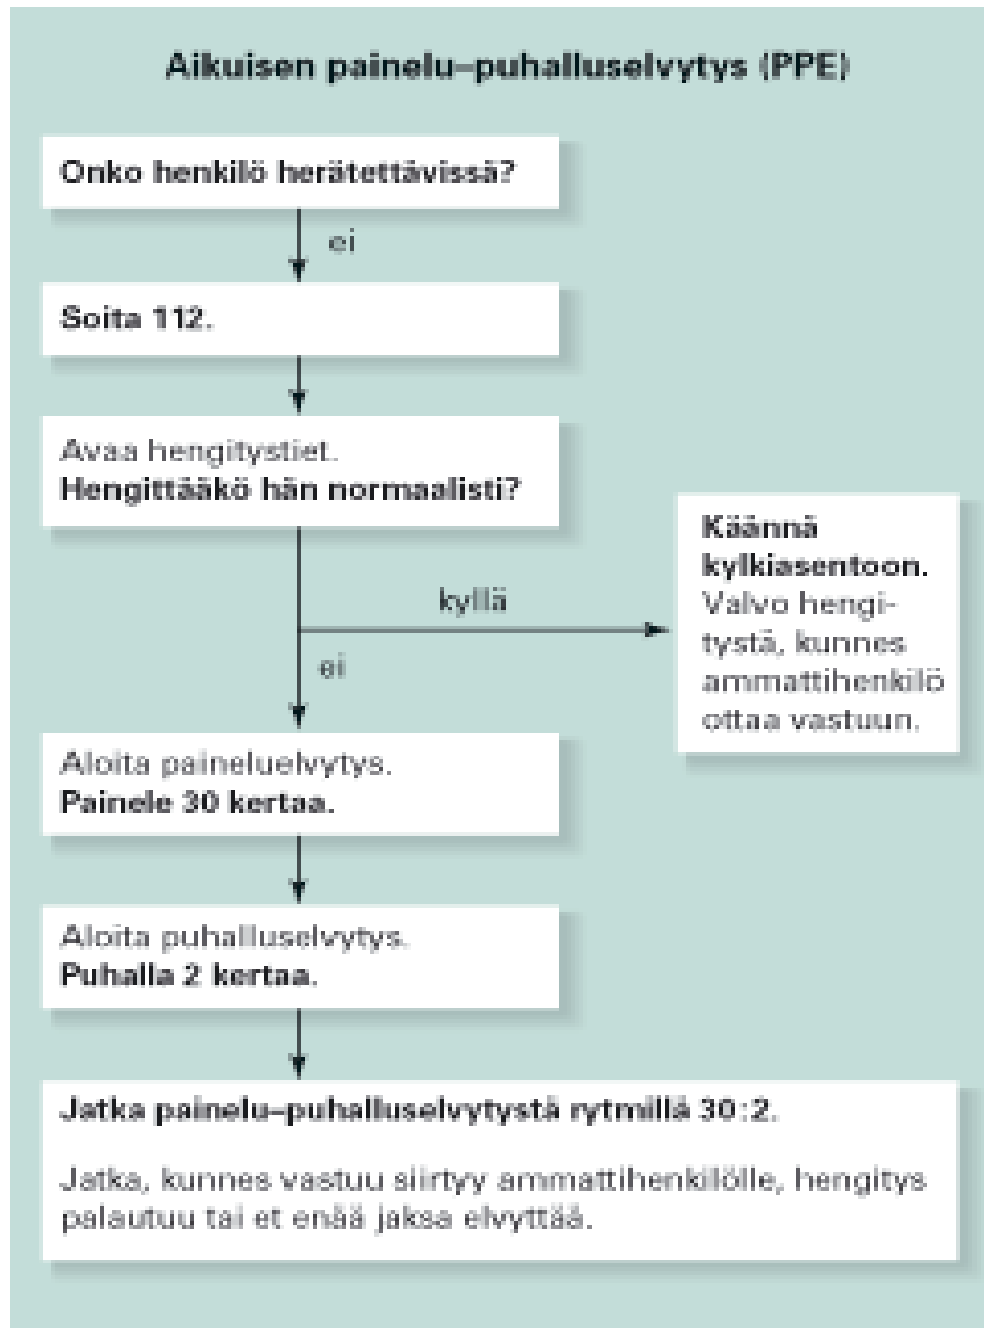 Aikuisen painelu–puhalluselvytys (PPE)
Onko henkilö herätettävissä?
ei
Soita 112.
Avaa hengitystiet.
Hengittääkö hän normaalisti?
kyllä
Käännä
kylkiasentoon.
Valvo hengi-
tystä, kunnes
ammattihenkilö
ottaa vastuun.
ei
Aloita paineluelvytys.
Painele 30 kertaa.
Aloita puhalluselvytys.
Puhalla 2 kertaa.
Jatka painelu–puhalluselvytystä rytmillä 30:2.
Jatka, kunnes vastuu siirtyy ammattihenkilölle, hengitys
palautuu tai et enää jaksa elvyttää.